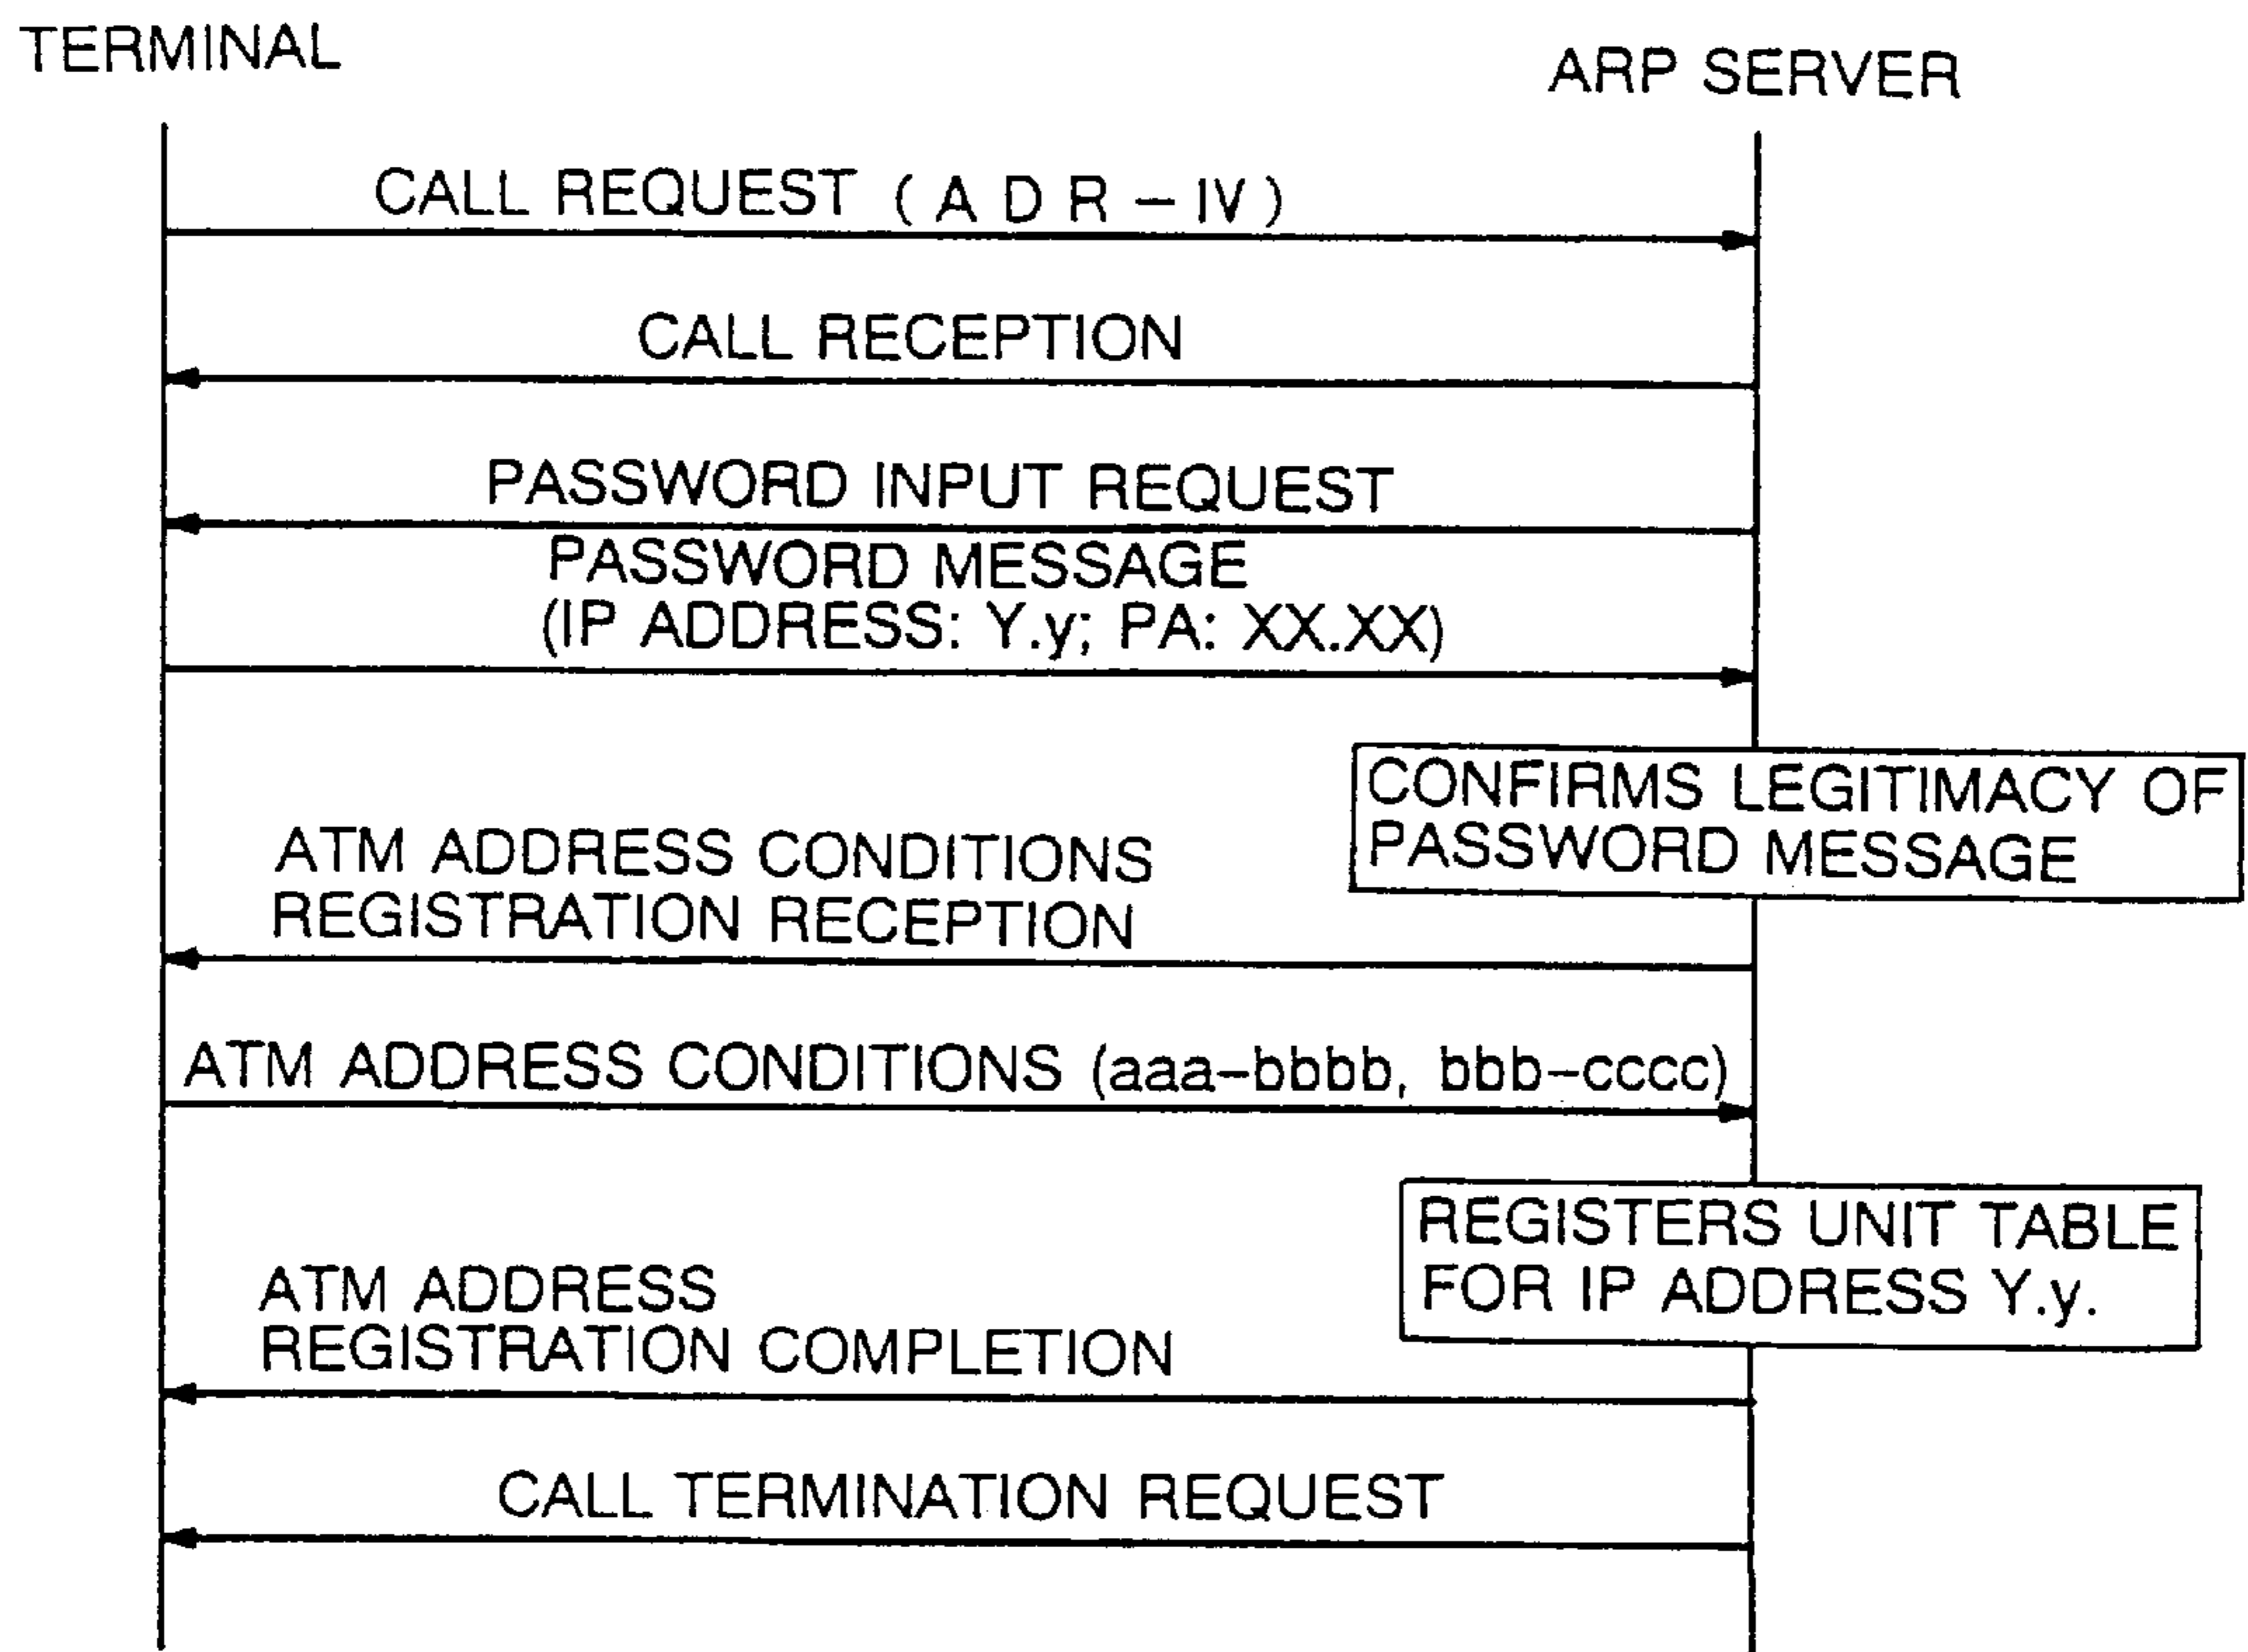 TERMINAL
ARP SERVER
CALL REQUEST (ADR-IV)
CALL RECEPTION
PASSWORD INPUT REQUEST
PASSWORD MESSAGE
(IP ADDRESS: Y.y; PA: XX.XX)
CONFIRMS LEGITIMACY OF
PASSWORD MESSAGE
ATM ADDRESS CONDITIONS
REGISTRATION RECEPTION
ATM ADDRESS CONDITIONS (aaa-bbbb, bbb-cccc)
REGISTERS UNIT TABLE
FOR IP ADDRESS Y.y.
ATM ADDRESS
REGISTRATION COMPLETION
CALL TERMINATION REQUEST